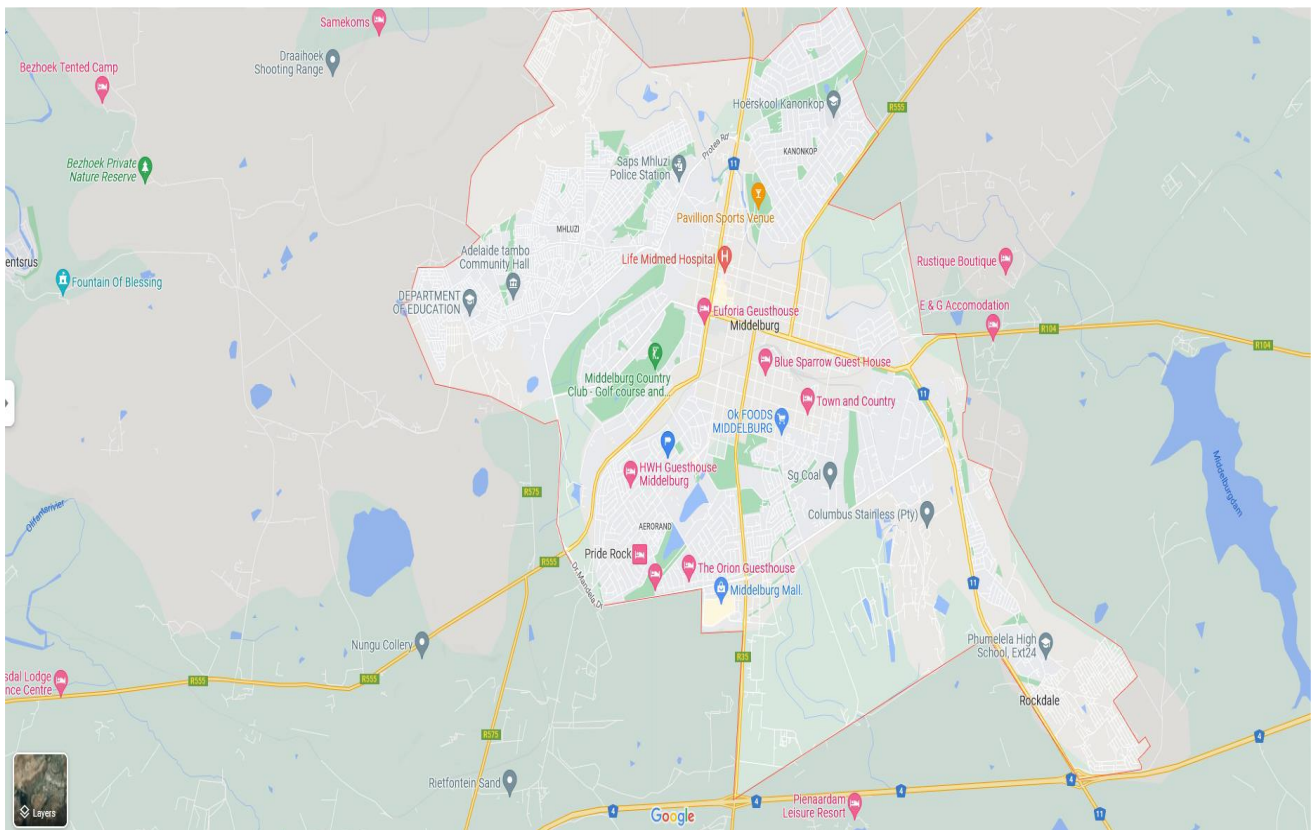 Samekoms
Draaihoek
Shooting Range
Bezhoek Tented Camp
Hoërskool Kanonkop
R555
Protea Rd
KANONKOP
Bezhoek Private
Nature Reserve
Saps Mhluzi
Police Station
11
Pavillion Sports Venue
MHLUZI
entsrus
Adelaide tambo
Community Hall
Life Midmed Hospital
Rustique Boutique
Fountain Of Blessing
DEPARTMENT
OF EDUCATION
E & G Accomodation
Euforia Geusthouse
Middelburg
R104
R104
Blue Sparrow Guest House
Middelburg Country
Club - Golf course and...
11
Town and Country
Ok FOODS
MIDDELBURG
HWH Guesthouse
Middelburg
Sg Coal
R575
Middelburgdam
Olifantsrivier
Columbus Stainless (Pty)
AERORAND
Pride Rock
R555
The Orion Guesthouse
Dr.Mandela Dr
Middelburg Mall.
11
Nungu Collery
Phumelela High
School, Ext24
R35
sdal Lodge
nce Centre
R555
R555
Rockdale
R575
4
Rietfontein Sand
4
4
4
4
Layers
Google
Pienaardam
Leisure Resort
11